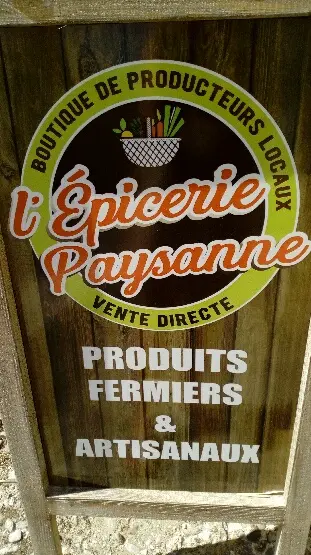 BOUTIQUE DE PRODUCTEURS LOCAUX
l'Épicerie
Paysanne
VENTE DIRECTE
PRODUITS
FERMIERS
&
ARTISANAUX